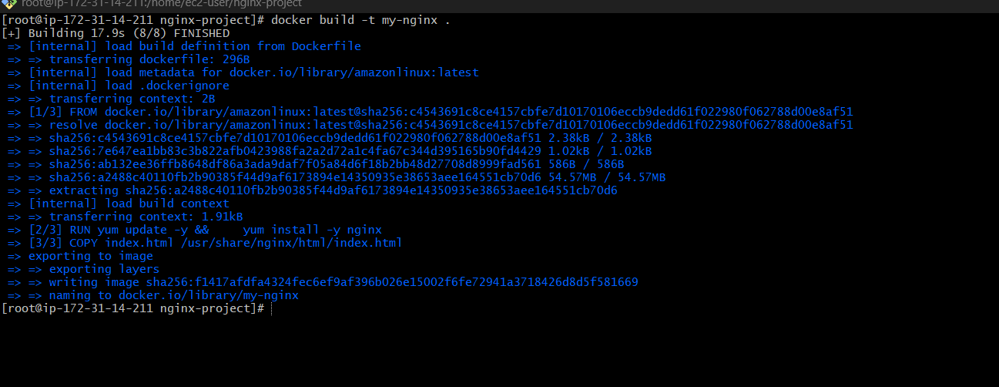 root@ip-172-31-14-211:/home/ec2-user/nginx-project
[root@ip-172-31-14-211 nginx-project]# docker build -t my-nginx .
[+] Building 17.9s (8/8) FINISHED
=> [internal] load build definition from Dockerfile
=> => transferring dockerfile: 296B
=> [internal] load metadata for docker.io/library/amazonlinux:latest
=> [internal] load .dockerignore
=> => transferring context: 2B
=> [1/3] FROM docker.io/library/amazonlinux:latest@sha256:c4543691c8ce4157cbfe7d10170106eccb9dedd61f022980f062788d00e8af51
=> => resolve docker.io/library/amazonlinux:latest@sha256:c4543691c8ce4157cbfe7d10170106eccb9dedd61f022980f062788d00e8af51
=> => sha256:c4543691c8ce4157cbfe7d10170106eccb9dedd61f022980f062788d00e8af51 2.38kB / 2.38kB
=> => sha256:7e647ea1bb83c3b822afb0423988fa2a2d72a1c4fa67c344d395165b90fd4429 1.02kB / 1.02kB
=> => sha256:ab132ee36ffb8648df86a3ada9daf7f05a84d6f18b2bb48d27708d8999fad561 586B / 586B
=> => sha256:a2488c40110fb2b90385f44d9af6173894e14350935e38653aee164551cb70d6 54.57MB / 54.57MB
=> => extracting sha256:a2488c40110fb2b90385f44d9af6173894e14350935e38653aee164551cb70d6
=> [internal] load build context
=> => transferring context: 1.91kB
=> [2/3] RUN yum update -y &&     yum install -y nginx
=> [3/3] COPY index.html /usr/share/nginx/html/index.html
=> exporting to image
=> => exporting layers
=> => writing image sha256:f1417afdfa4324fec6ef9af396b026e15002f6fe72941a3718426d8d5f581669
=> => naming to docker.io/library/my-nginx
[root@ip-172-31-14-211 nginx-project]#